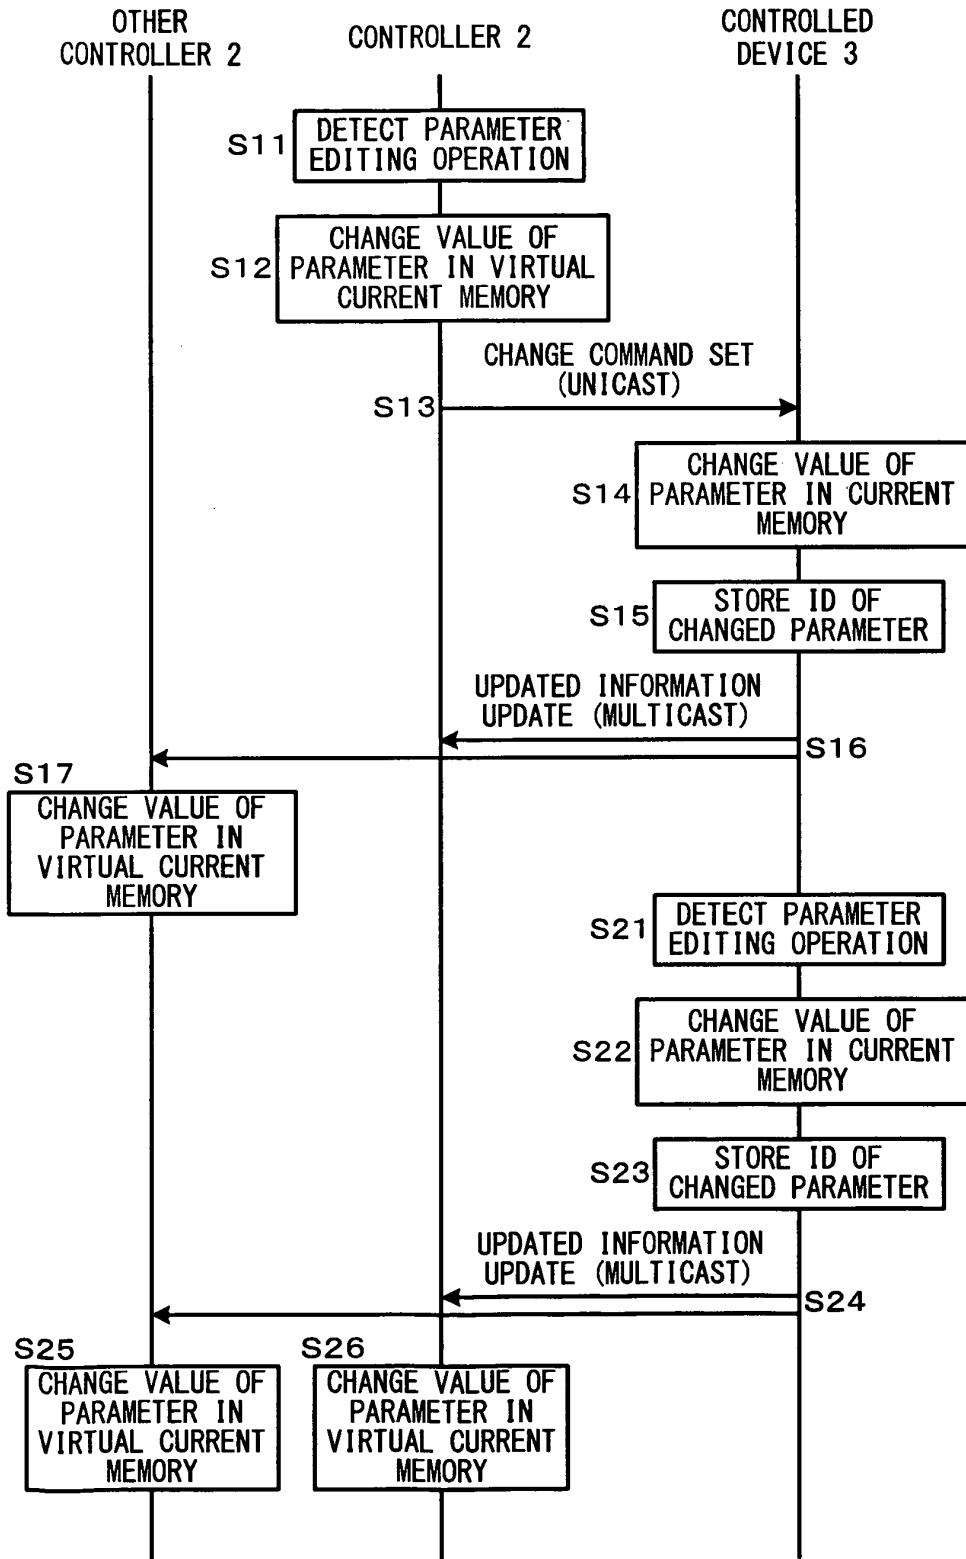 OTHER
CONTROLLER 2
CONTROLLER 2
CONTROLLED
DEVICE 3
S11
DETECT PARAMETER
EDITING OPERATION
S12
CHANGE VALUE OF
PARAMETER IN VIRTUAL
CURRENT MEMORY
CHANGE COMMAND SET
(UNICAST)
S13
S14
CHANGE VALUE OF
PARAMETER IN CURRENT
MEMORY
S15
STORE ID OF
CHANGED PARAMETER
UPDATED INFORMATION
UPDATE (MULTICAST)
S16
S17
CHANGE VALUE OF
PARAMETER IN
VIRTUAL CURRENT
MEMORY
S21
DETECT PARAMETER
EDITING OPERATION
S22
CHANGE VALUE OF
PARAMETER IN CURRENT
MEMORY
S23
STORE ID OF
CHANGED PARAMETER
UPDATED INFORMATION
UPDATE (MULTICAST)
S24
S25
CHANGE VALUE OF
PARAMETER IN
VIRTUAL CURRENT
MEMORY
S26
CHANGE VALUE OF
PARAMETER IN
VIRTUAL CURRENT
MEMORY